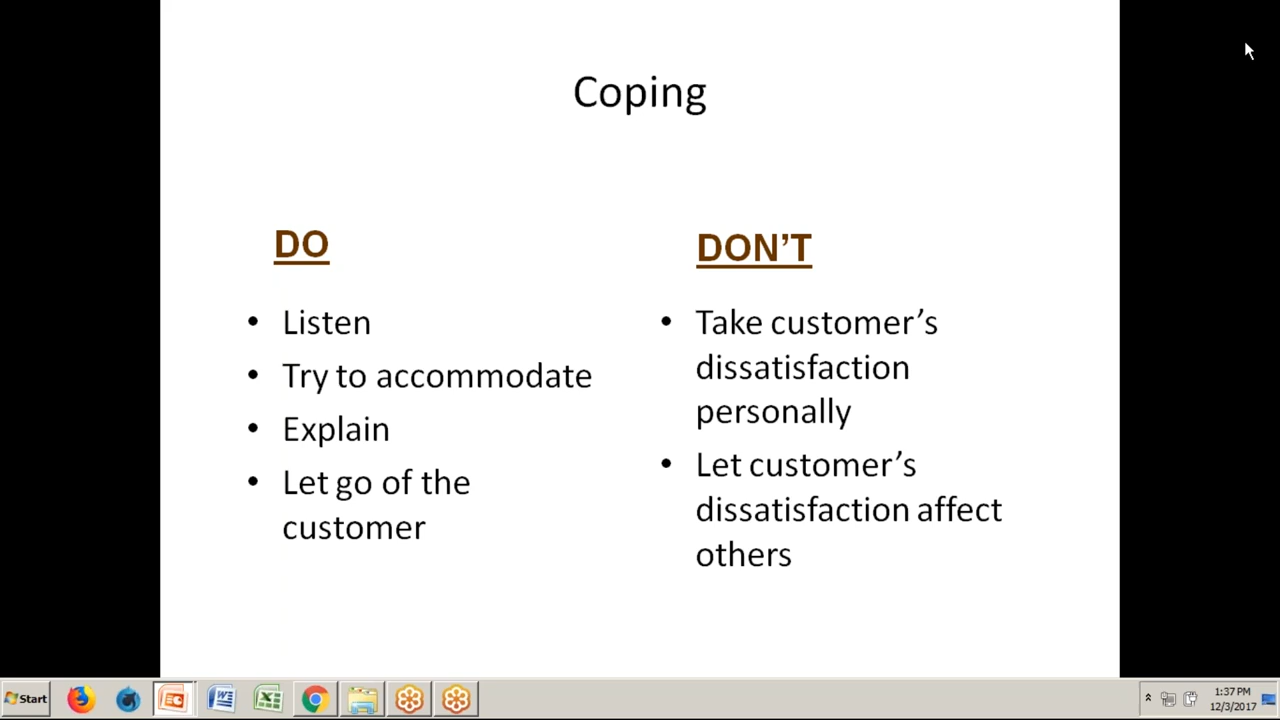 Coping
DO
• Listen
• Try to accommodate
• Explain
• Let go of the
customer
DON’T
• Take customer’s
dissatisfaction
personally
• Let customer’s
dissatisfaction affect
others
Start
1:37 PM
12/3/2017